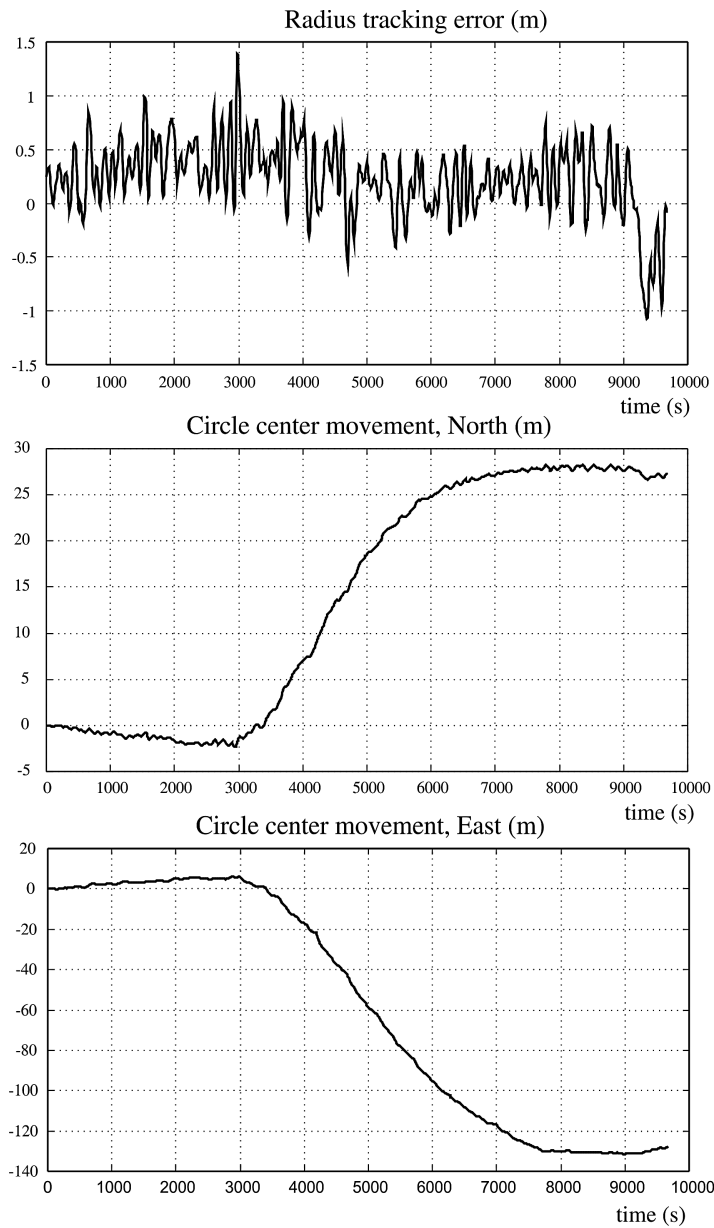 Radius tracking error (m)
1.5
1
0.5
0
-0.5
-1
-1.5
0 1000 2000 3000 4000 5000 6000 7000 8000 9000 10000
time (s)
Circle center movement, North (m)
30
25
20
15
10
5
0
-5
0 1000 2000 3000 4000 5000 6000 7000 8000 9000 10000
time (s)
Circle center movement, East (m)
20
0
-20
-40
-60
-80
-100
-120
-140
0 1000 2000 3000 4000 5000 6000 7000 8000 9000 10000
time (s)